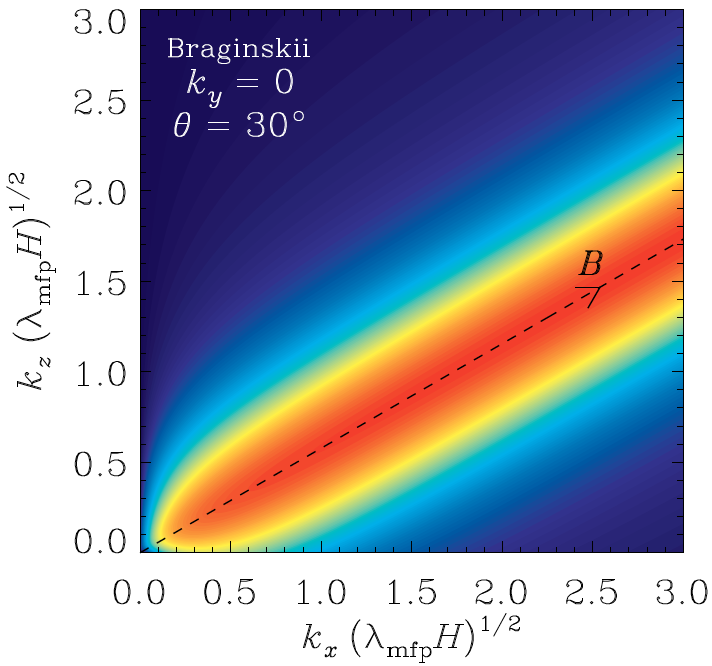 3.0
Braginskii
k_y = 0
θ = 30°
2.5
2.0
B
1.5
1.0
0.5
0.0
k_z (λ_mfp H)^1/2
0.0 0.5 1.0 1.5 2.0 2.5 3.0
k_x (λ_mfp H)^1/2